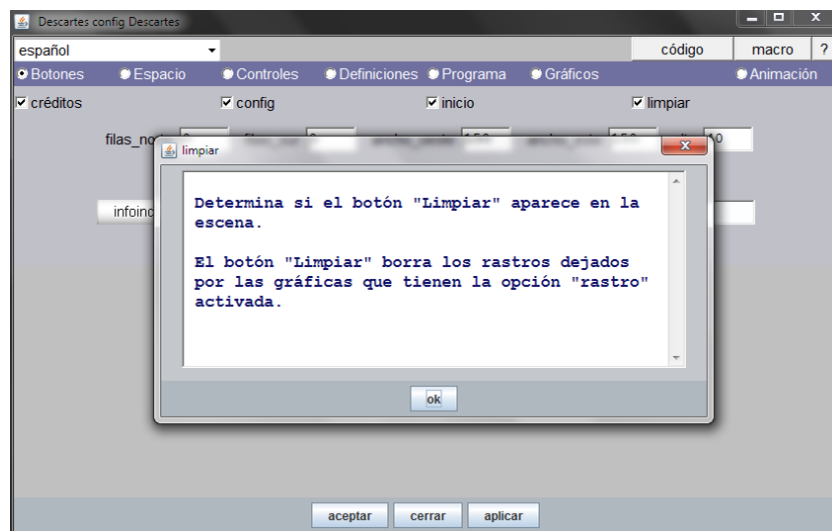 Descartes config Descartes
español código macro ?
Botones Espacio Controles Definiciones Programa Gráficos Animación
créditos config inicio limpiar
limpiar
Determina si el botón "Limpiar" aparece en la
escena.
infoind
El botón "Limpiar" borra los rastros dejados
por las gráficas que tienen la opción "rastro"
activada.
ok
aceptar cerrar aplicar